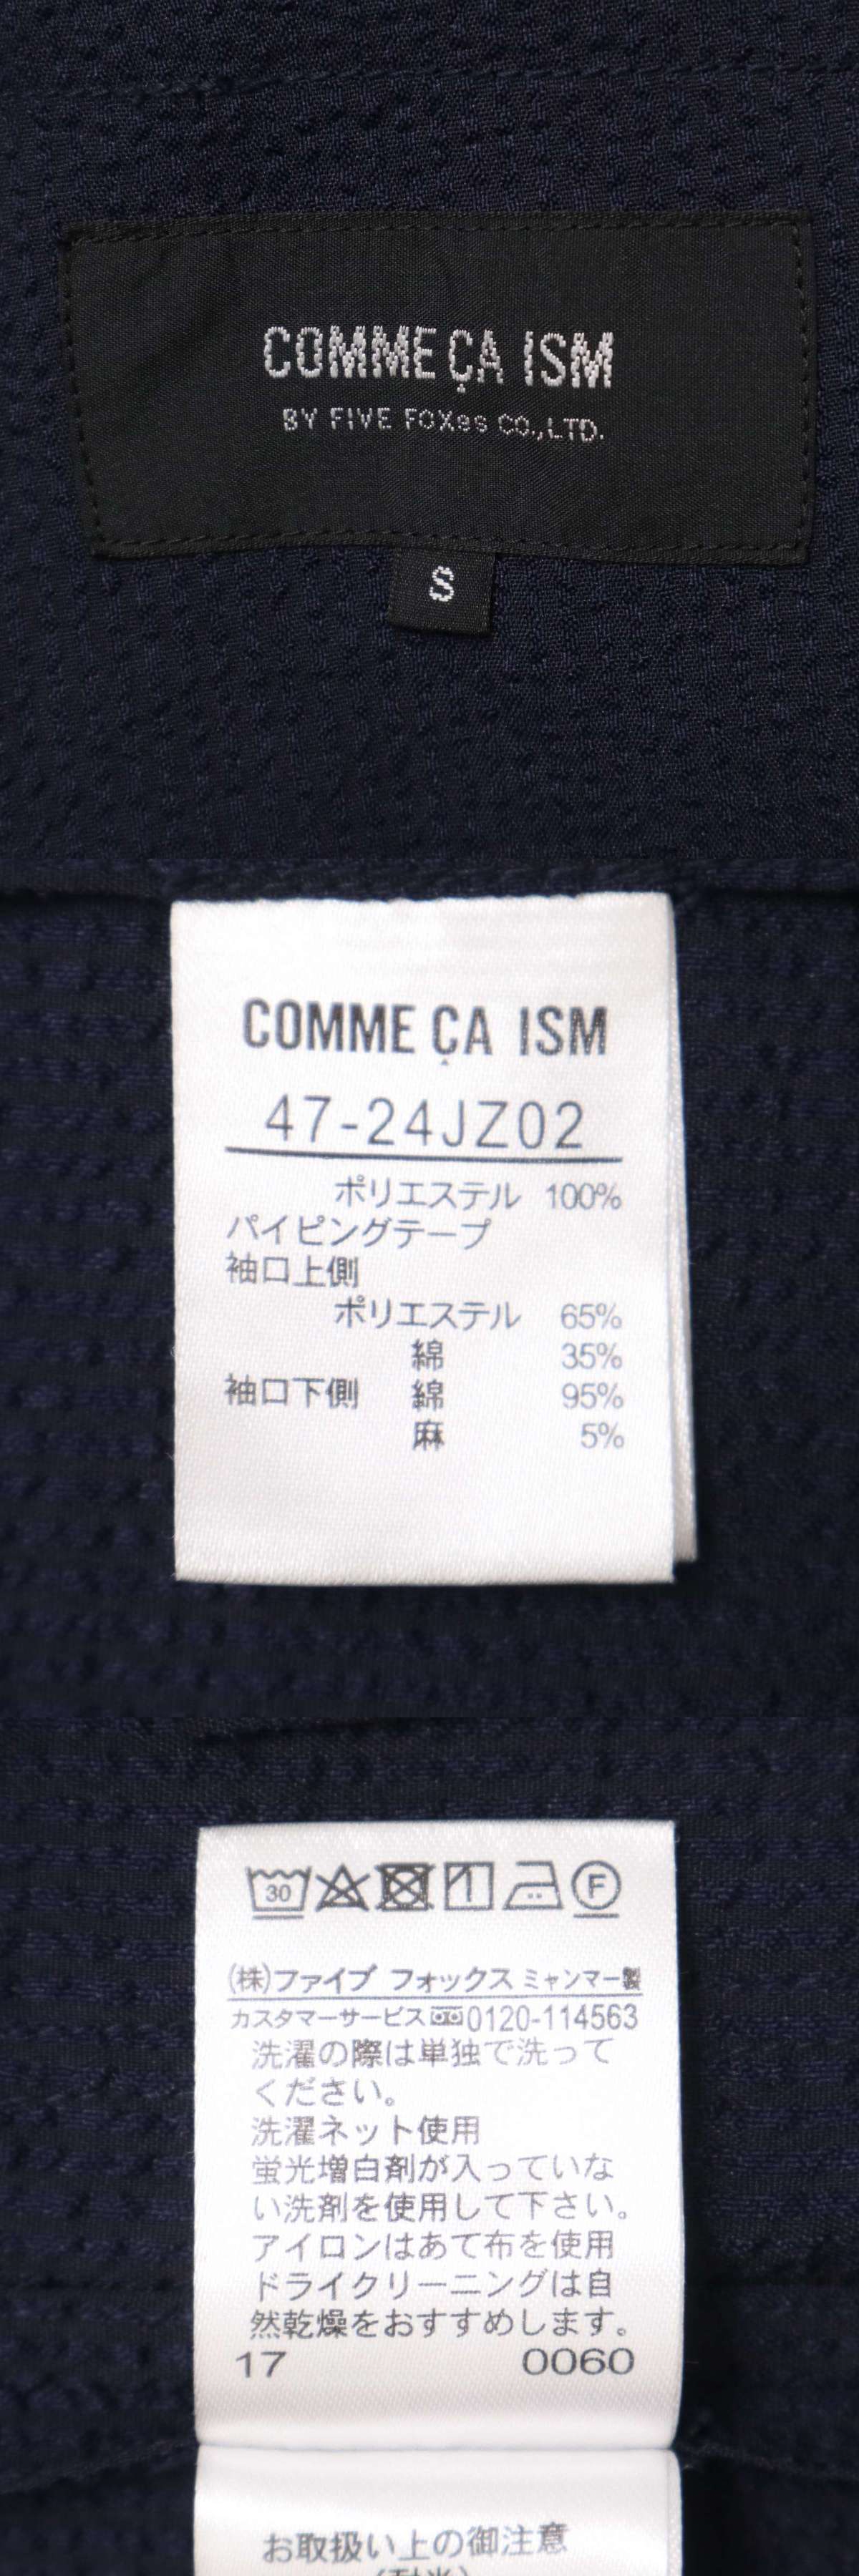 COMME ÇA ISM
BY FIVE FOXes CO.,LTD.
S
COMME ÇA ISM
47-24JZ02
ポリエステル 100%
パイピングテープ
袖口上側
ポリエステル 65%
綿 35%
袖口下側 綿 95%
麻 5%
30 F
(株)ファイブ フォックス ミャンマー製
カスタマーサービス 0120-114563
洗濯の際は単独で洗って
ください。
洗濯ネット使用
蛍光増白剤が入っていな
い洗剤を使用して下さい。
アイロンはあて布を使用
ドライクリーニングは自
然乾燥をおすすめします。
17 0060
お取扱い上の御注意